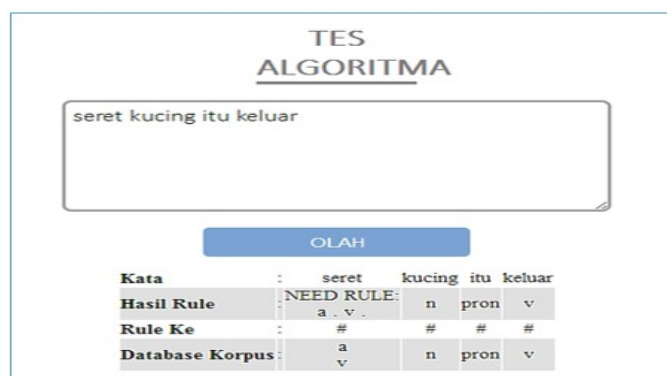 TES
ALGORITMA
seret kucing itu keluar
OLAH
Kata : seret kucing itu keluar
Hasil Rule : NEED RULE: a . v . n pron v
Rule Ke : # # # #
Database Korpus : a v n pron v